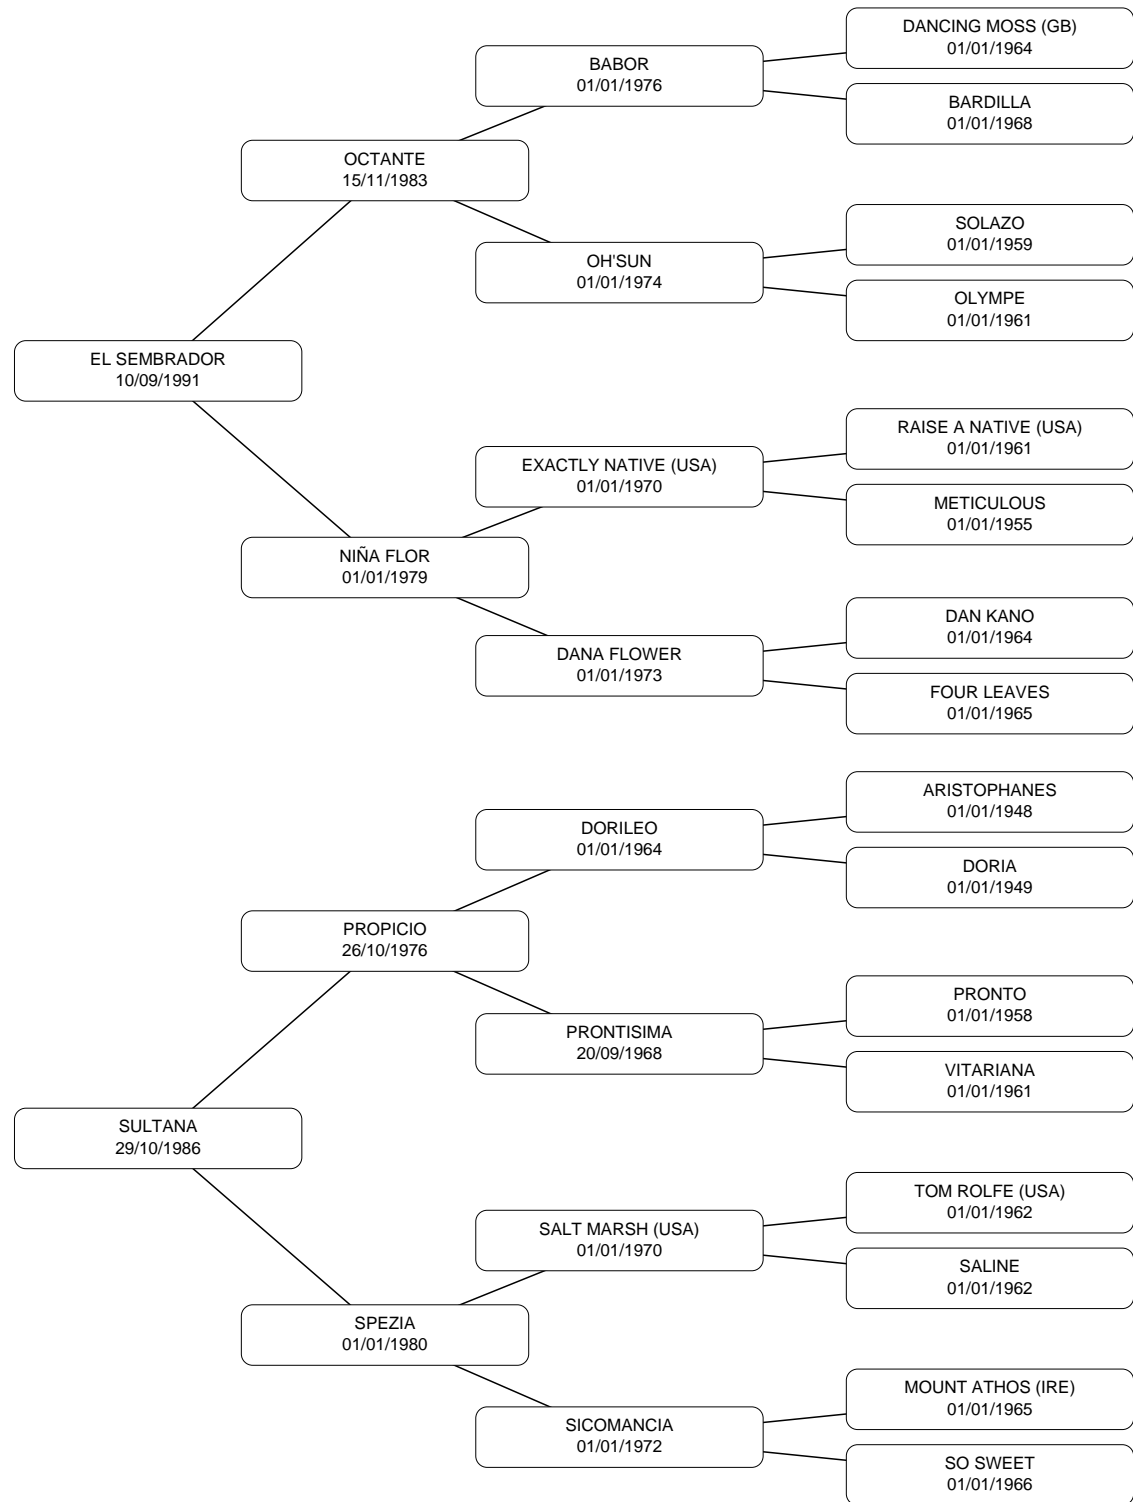 DANCING MOSS (GB)
01/01/1964
BABOR
01/01/1976
BARDILLA
01/01/1968
OCTANTE
15/11/1983
SOLAZO
01/01/1959
OH'SUN
01/01/1974
OLYMPE
01/01/1961
EL SEMBRADOR
10/09/1991
RAISE A NATIVE (USA)
01/01/1961
EXACTLY NATIVE (USA)
01/01/1970
METICULOUS
01/01/1955
NIÑA FLOR
01/01/1979
DAN KANO
01/01/1964
DANA FLOWER
01/01/1973
FOUR LEAVES
01/01/1965
ARISTOPHANES
01/01/1948
DORILEO
01/01/1964
DORIA
01/01/1949
PROPICIO
26/10/1976
PRONTO
01/01/1958
PRONTISIMA
20/09/1968
VITARIANA
01/01/1961
SULTANA
29/10/1986
TOM ROLFE (USA)
01/01/1962
SALT MARSH (USA)
01/01/1970
SALINE
01/01/1962
SPEZIA
01/01/1980
MOUNT ATHOS (IRE)
01/01/1965
SICOMANCIA
01/01/1972
SO SWEET
01/01/1966